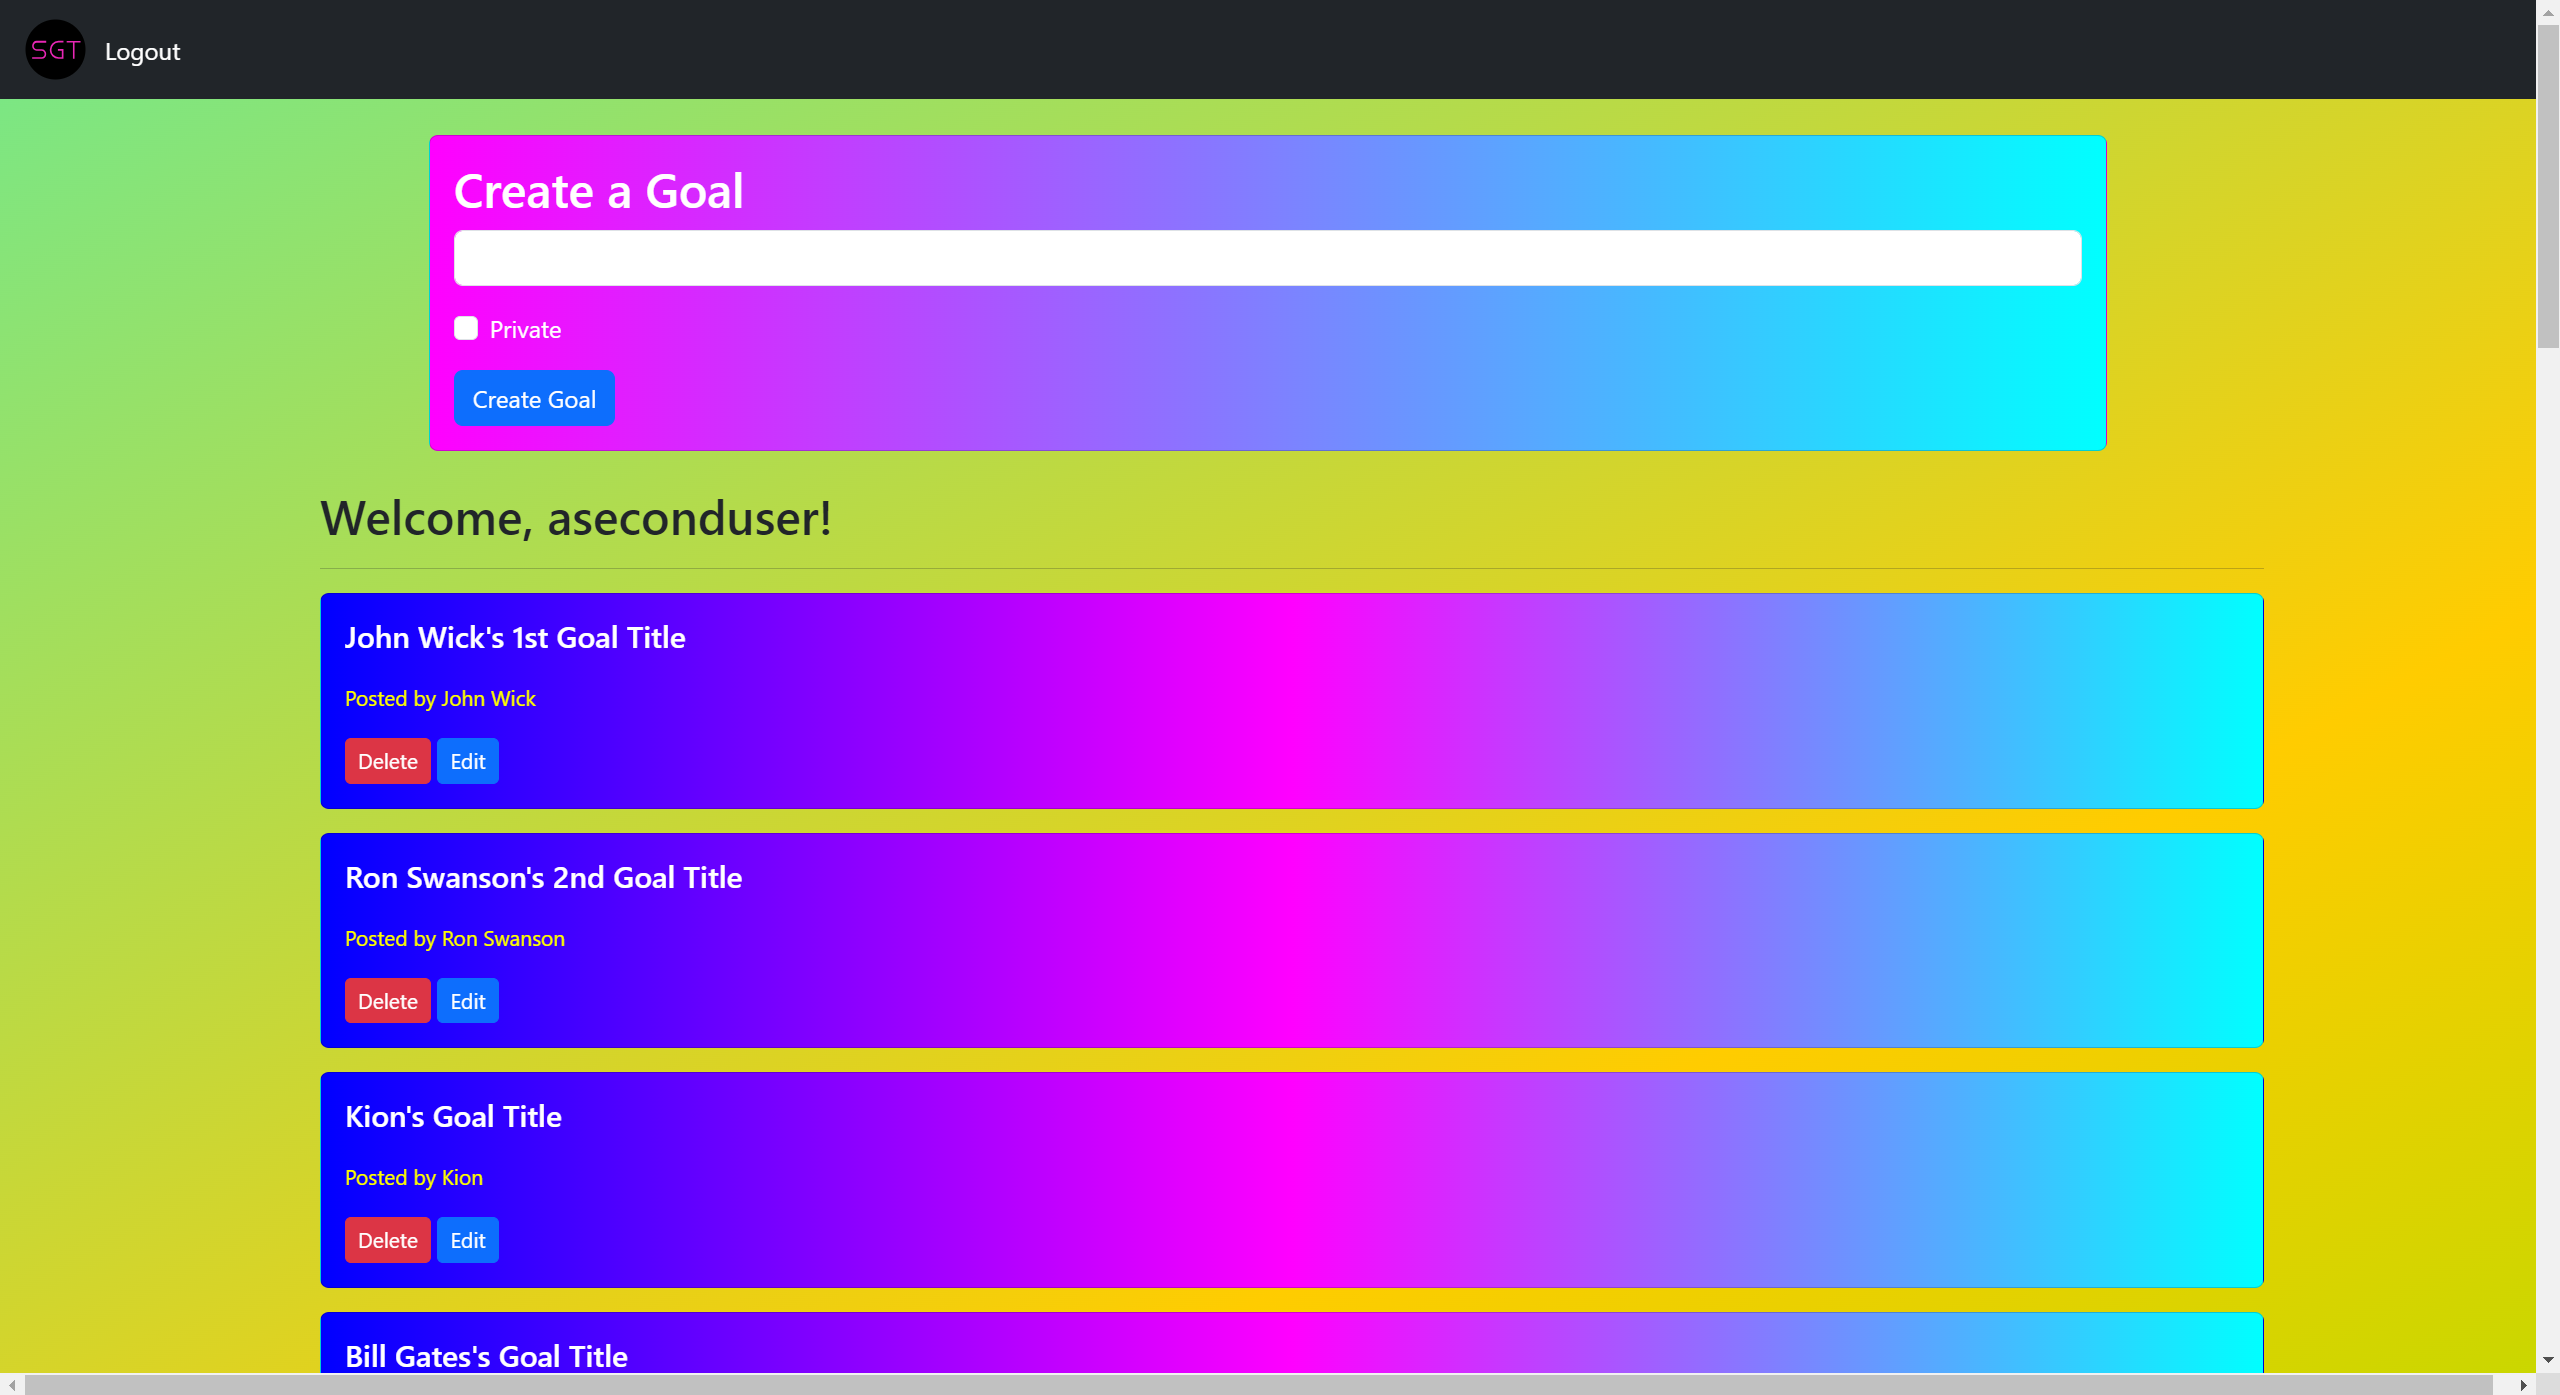 SGT
Logout
Create a Goal
Private
Create Goal
Welcome, aseconduser!
John Wick's 1st Goal Title
Posted by John Wick
Delete Edit
Ron Swanson's 2nd Goal Title
Posted by Ron Swanson
Delete Edit
Kion's Goal Title
Posted by Kion
Delete Edit
Bill Gates's Goal Title